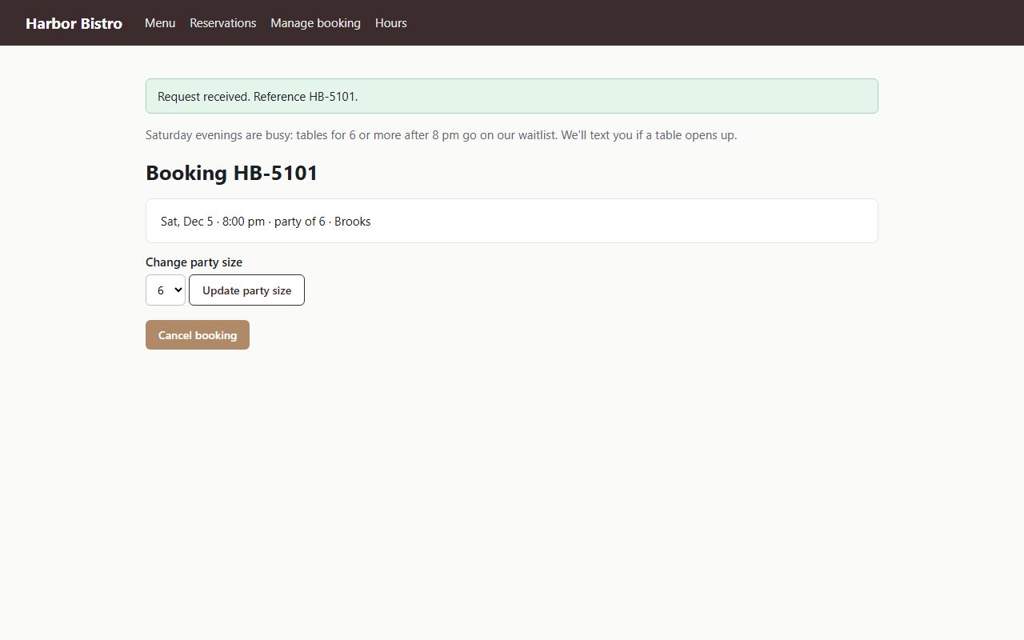 Harbor Bistro Menu Reservations Manage booking Hours
Request received. Reference HB-5101.
Saturday evenings are busy: tables for 6 or more after 8 pm go on our waitlist. We'll text you if a table opens up.
Booking HB-5101
Sat, Dec 5 · 8:00 pm · party of 6 · Brooks
Change party size
6 Update party size
Cancel booking